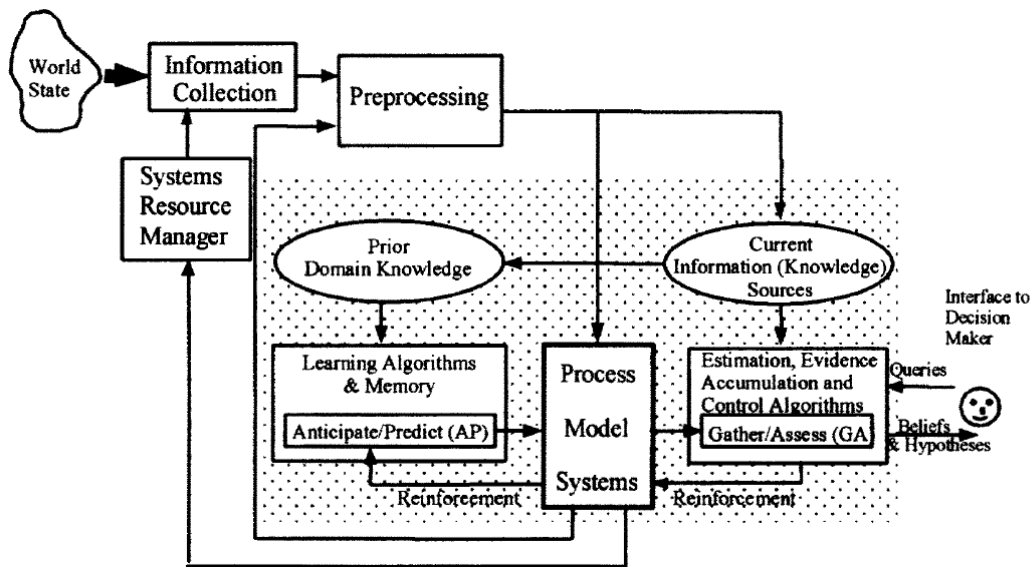 World
State
Information
Collection
Preprocessing
Systems
Resource
Manager
Prior
Domain Knowledge
Current
Information (Knowledge)
Sources
Interface to
Decision
Maker
Learning Algorithms
& Memory
Anticipate/Predict (AP)
Process
Model
Systems
Estimation, Evidence
Accumulation and
Control Algorithms
Gather/Assess (GA
Queries
Beliefs
& Hypotheses
Reinforcement
Reinforcement